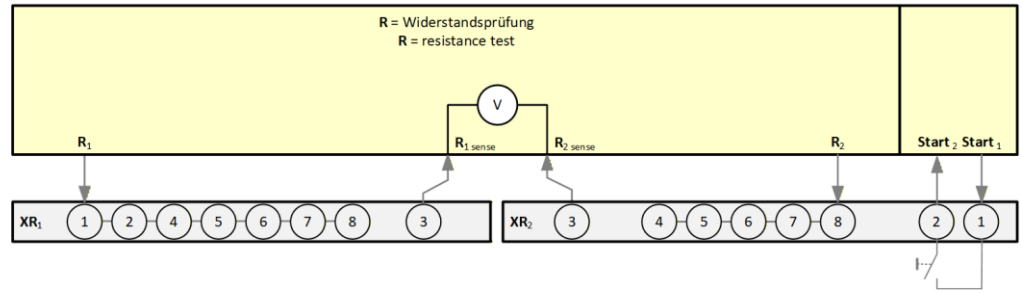 R = Widerstandsprüfung
R = resistance test
V
R1
R1 sense
R2 sense
R2
Start 2 Start 1
XR1 1 2 4 5 6 7 8 3
XR2 3 4 5 6 7 8 2 1